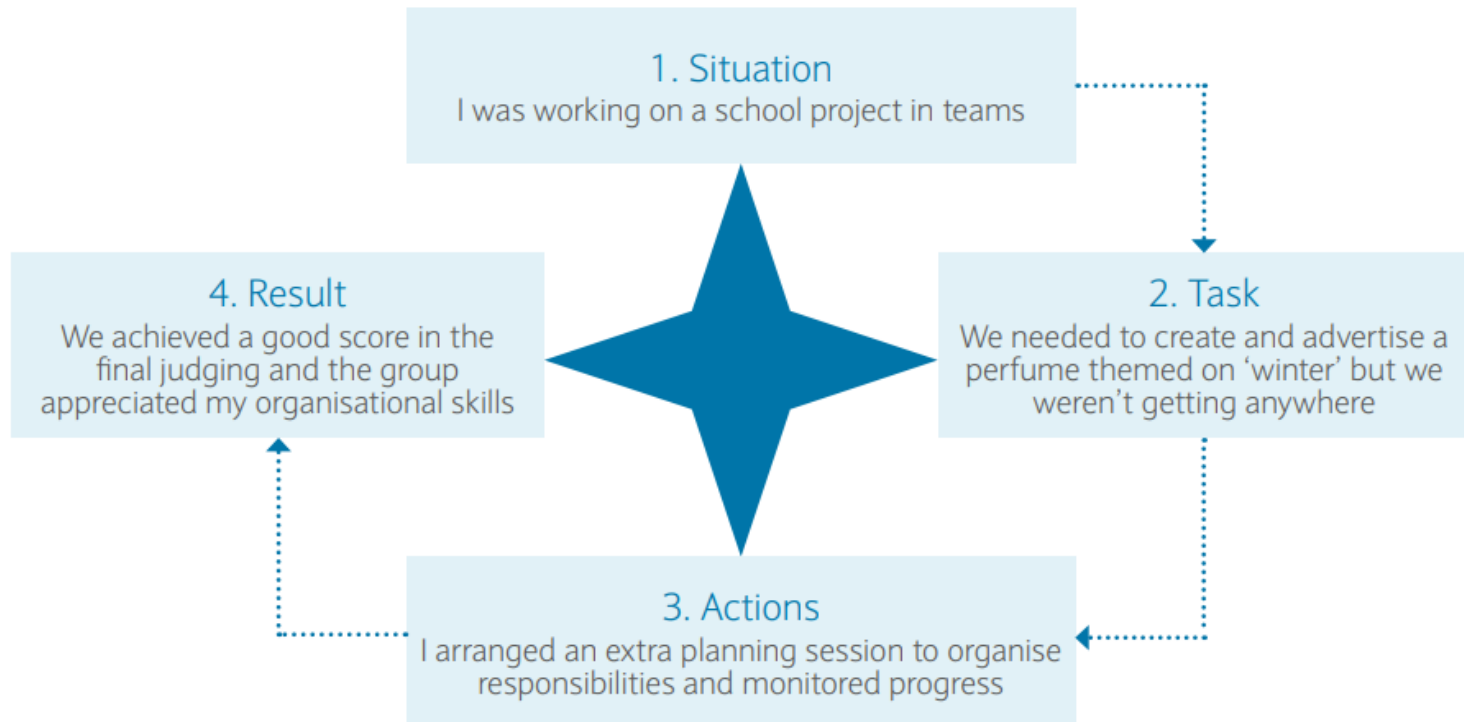 1. Situation
I was working on a school project in teams
2. Task
We needed to create and advertise a
perfume themed on ‘winter’ but we
weren’t getting anywhere
3. Actions
I arranged an extra planning session to organise
responsibilities and monitored progress
4. Result
We achieved a good score in the
final judging and the group
appreciated my organisational skills